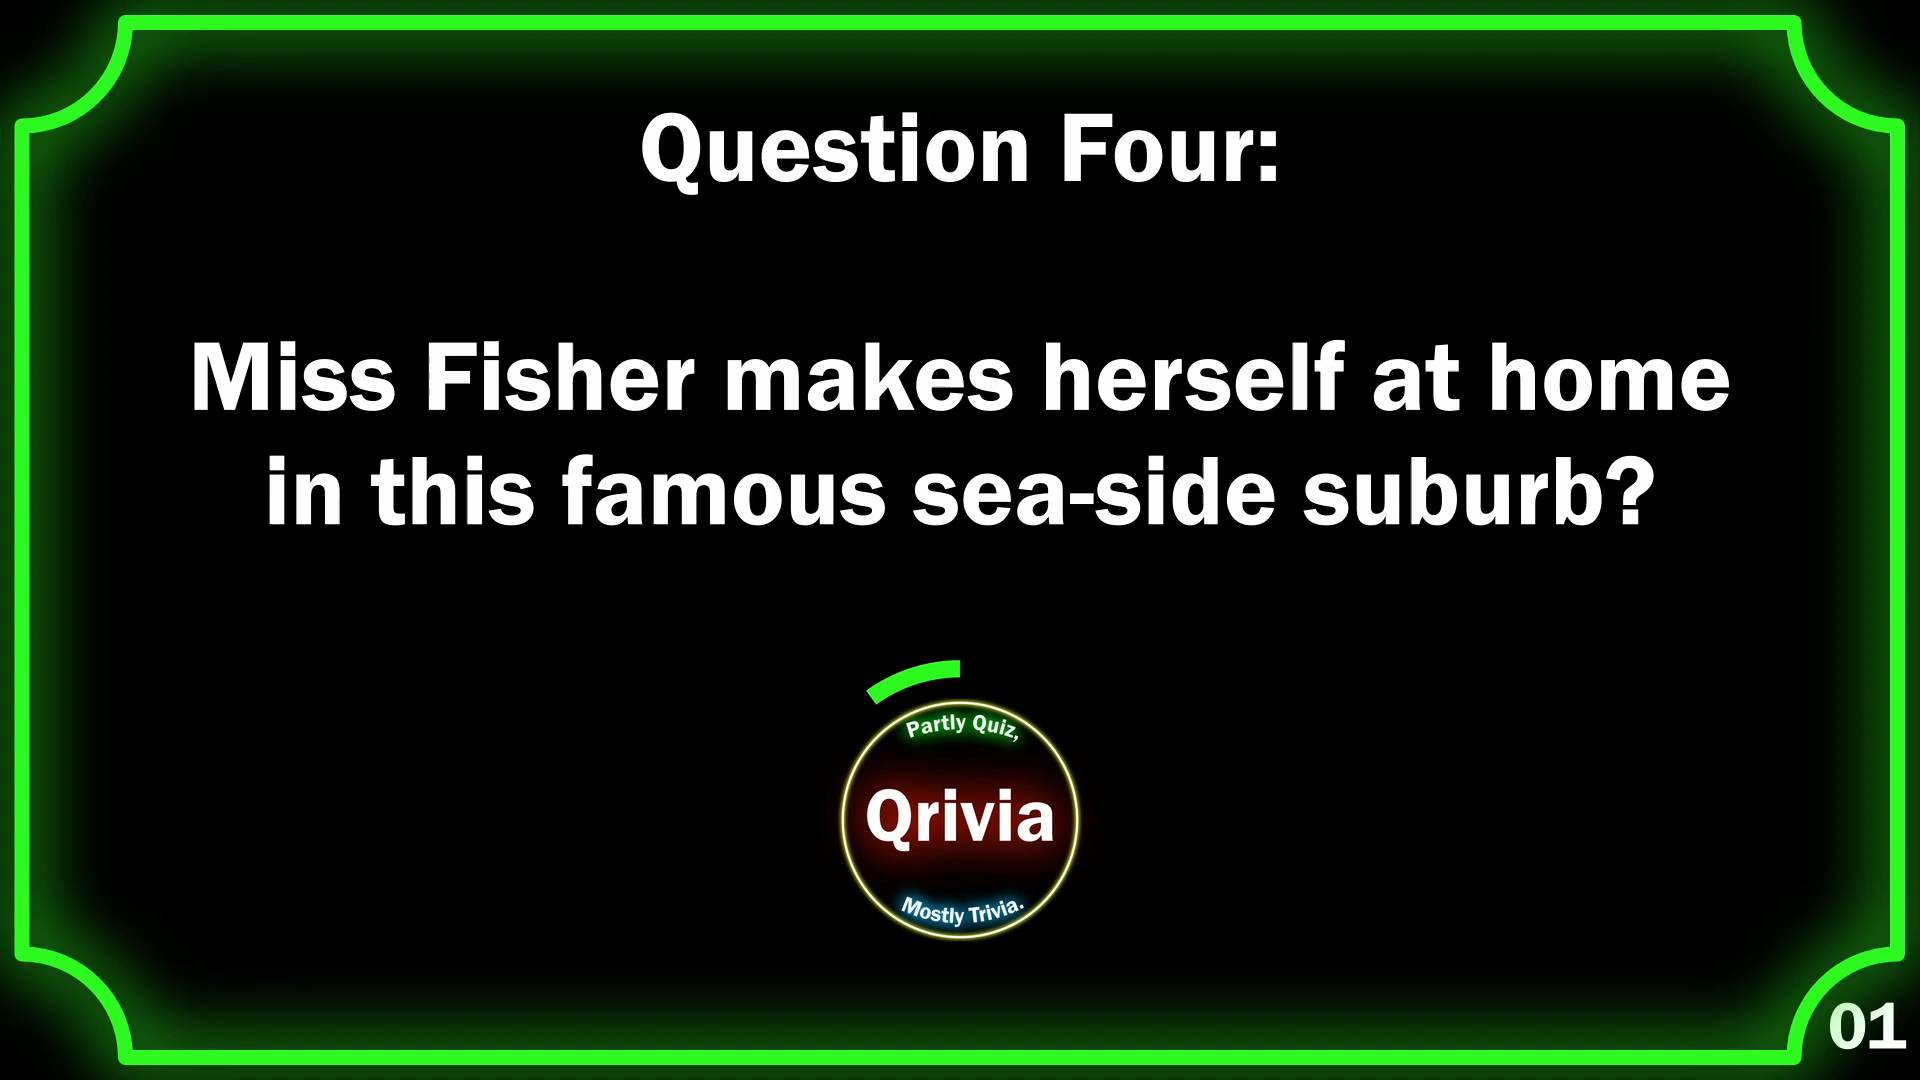 Question Four:
Miss Fisher makes herself at home
in this famous sea-side suburb?
Partly Quiz,
Qrivia
Mostly Trivia.
01